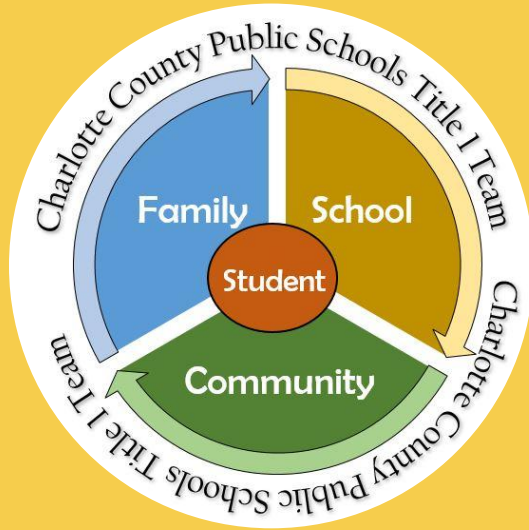 Charlotte County Public Schools Title I Team
Charlotte County Public Schools Title I Team
Family
School
Student
Community